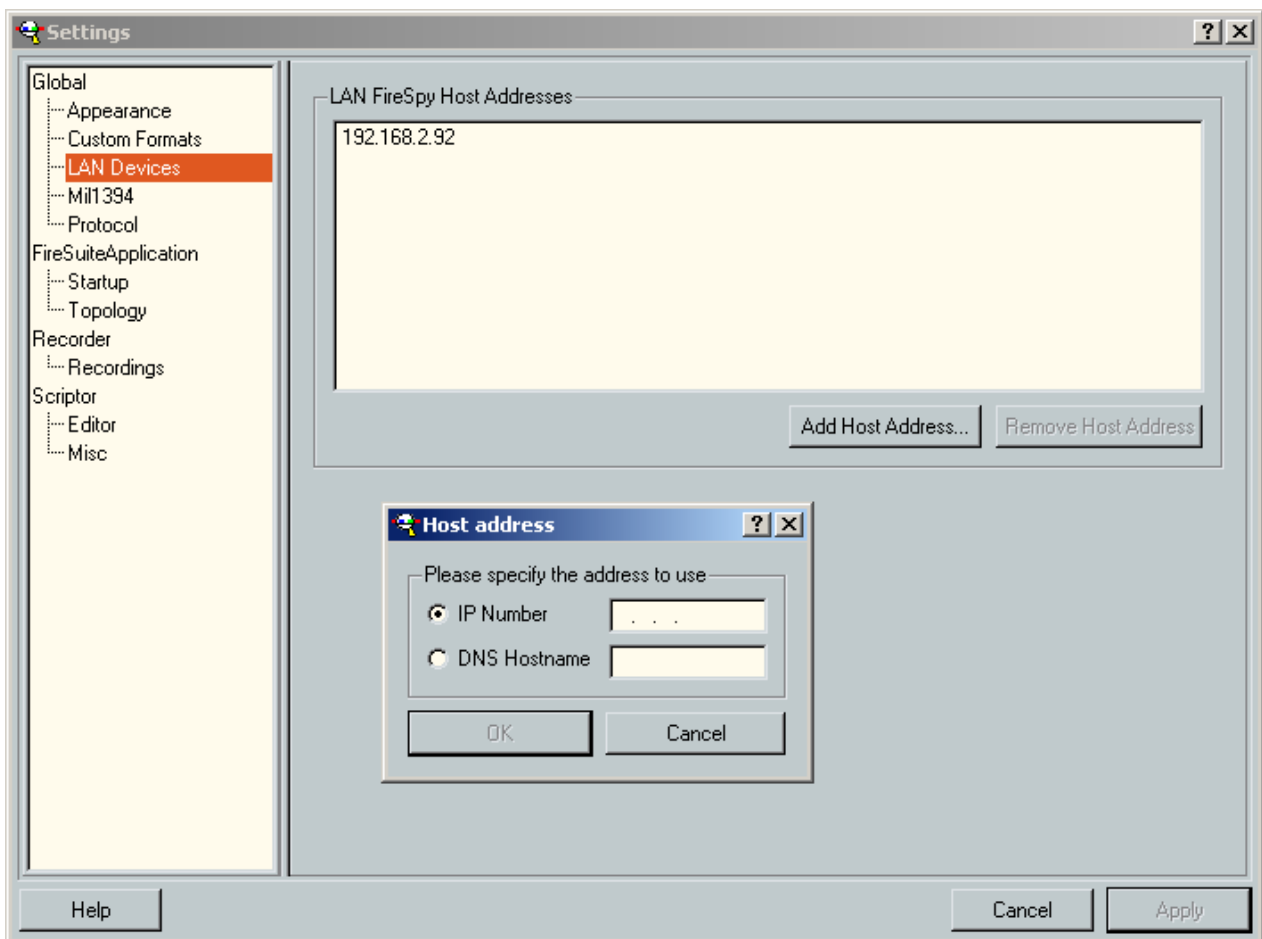 Settings
Global
Appearance
Custom Formats
LAN Devices
Mil1394
Protocol
FireSuiteApplication
Startup
Topology
Recorder
Recordings
Scriptor
Editor
Misc
LAN FireSpy Host Addresses
192.168.2.92
Add Host Address... Remove Host Address
Host address
Please specify the address to use
IP Number . . .
DNS Hostname
OK Cancel
Help Cancel Apply